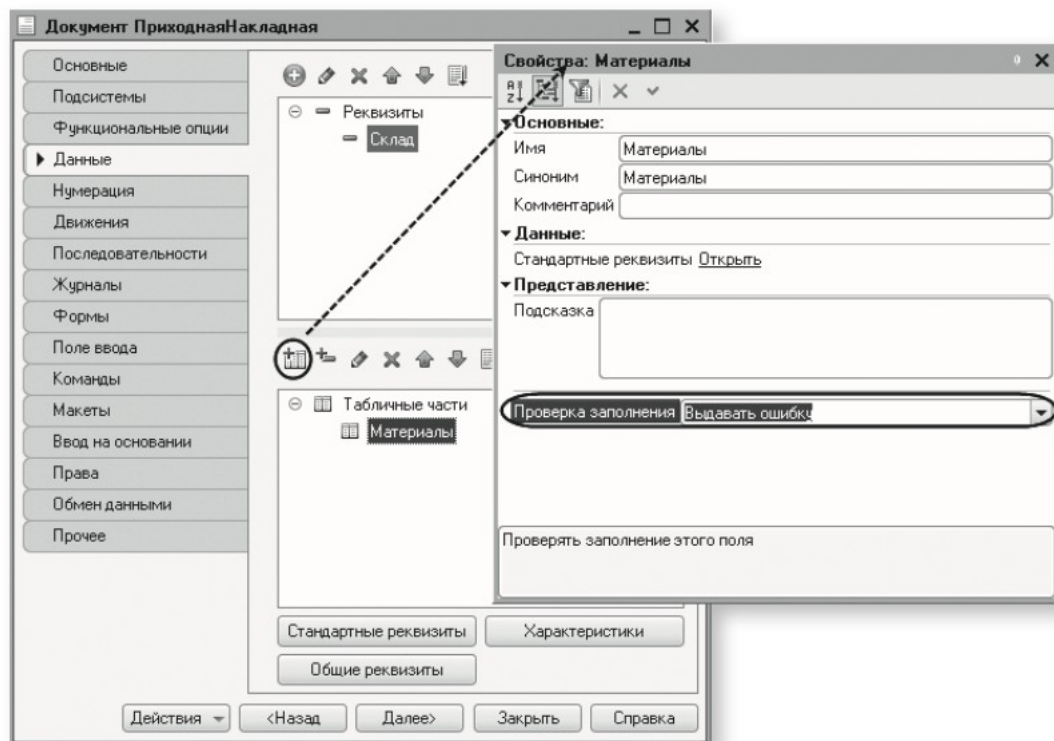 Документ ПриходнаяНакладная
Основные
Подсистемы
Функциональные опции
Данные
Нумерация
Движения
Последовательности
Журналы
Формы
Поле ввода
Команды
Макеты
Ввод на основании
Права
Обмен данными
Прочее
Реквизиты
Склад
Табличные части
Материалы
Стандартные реквизиты
Характеристики
Общие реквизиты
Действия
<Назад
Далее>
Закрыть
Справка
Свойства: Материалы
Основные:
Имя Материалы
Синоним Материалы
Комментарий
Данные:
Стандартные реквизиты Открыть
Представление:
Подсказка
Проверка заполнения Выдавать ошибку
Проверять заполнение этого поля